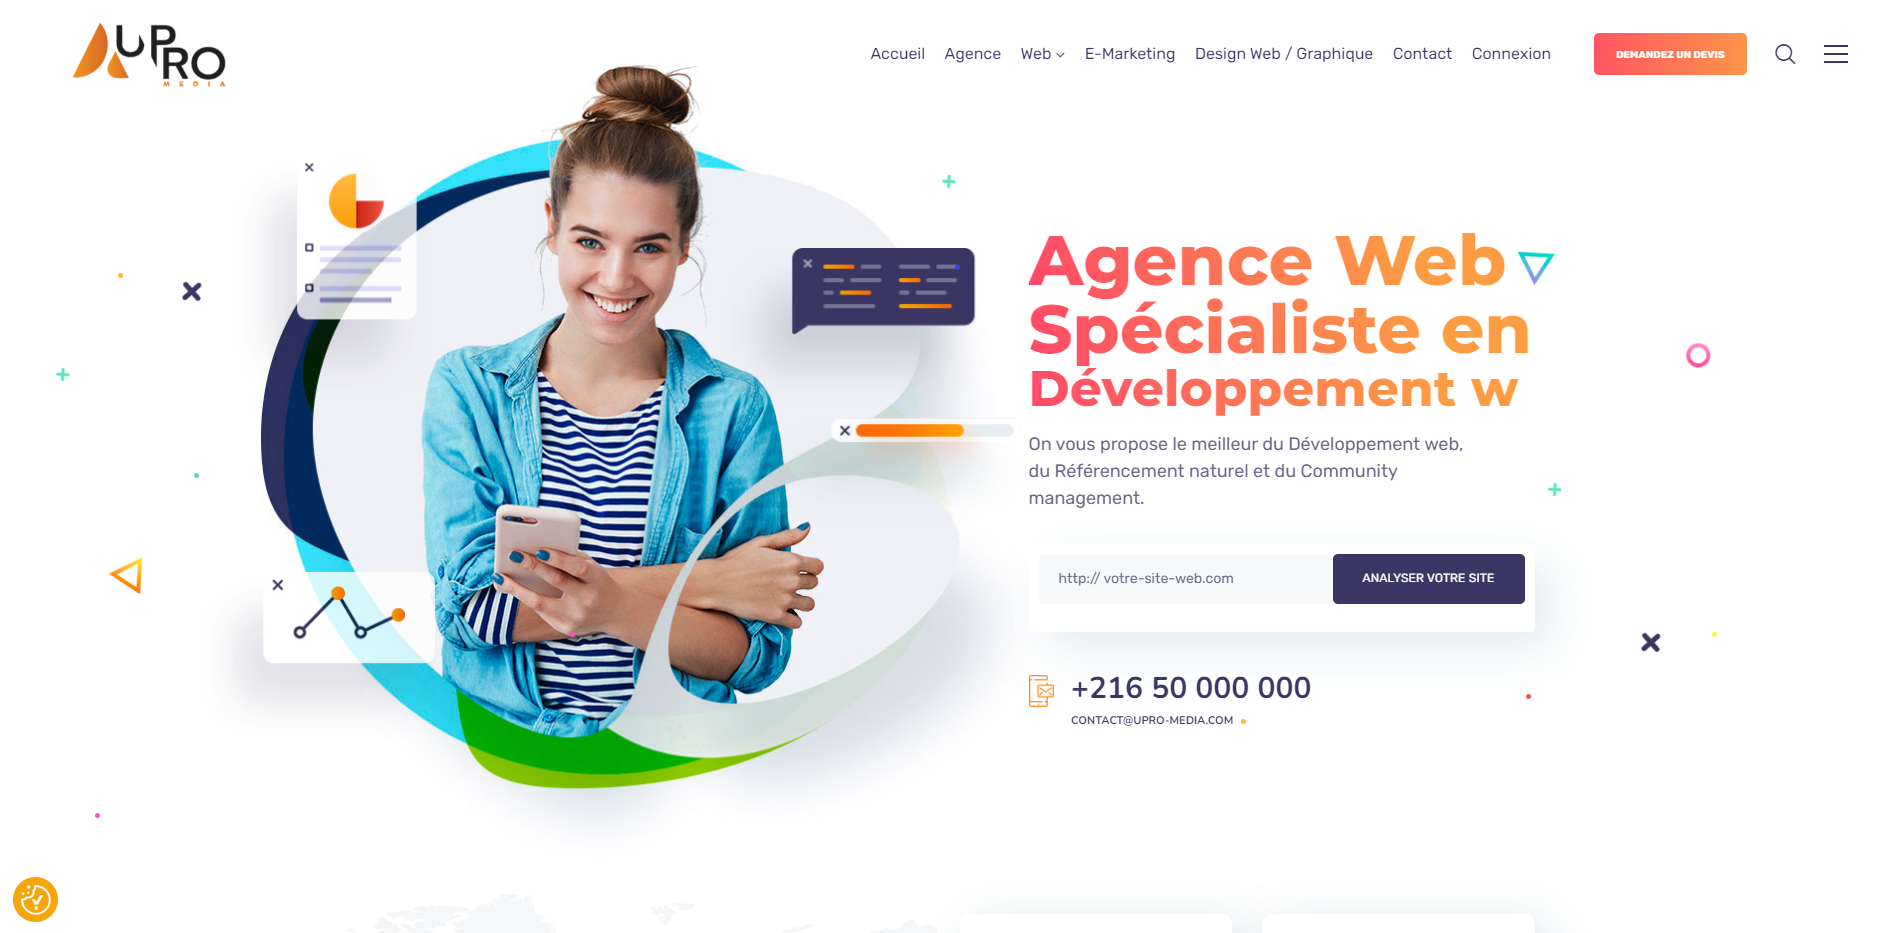 UPRO
MEDIA
Accueil
Agence
Web
E-Marketing
Design Web / Graphique
Contact
Connexion
DEMANDEZ UN DEVIS
Agence Web
Spécialiste en
Développement w
On vous propose le meilleur du Développement web,
du Référencement naturel et du Community
management.
http:// votre-site-web.com
ANALYSER VOTRE SITE
+216 50 000 000
CONTACT@UPRO-MEDIA.COM